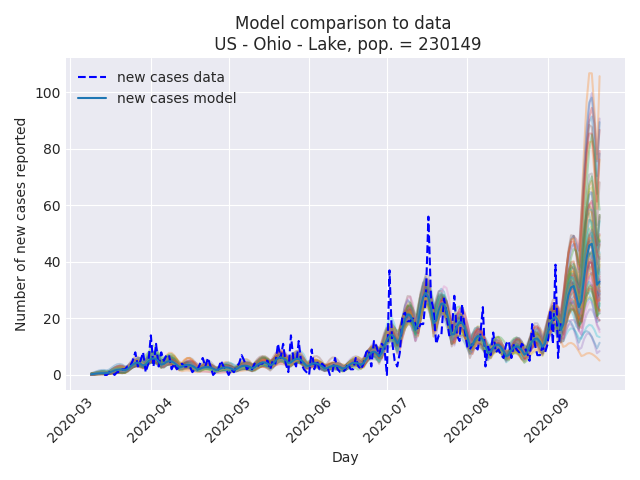 Model comparison to data
US - Ohio - Lake, pop. = 230149
new cases data
new cases model
Number of new cases reported
100
80
60
40
20
0
2020-03
2020-04
2020-05
2020-06
2020-07
2020-08
2020-09
Day